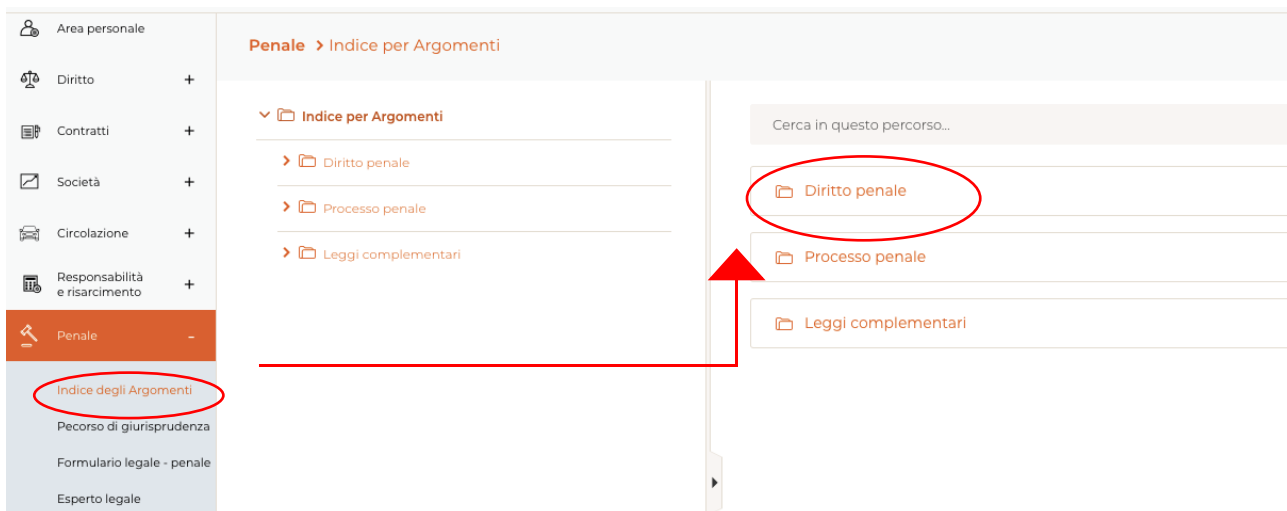 Area personale
Diritto +
Contratti +
Società +
Circolazione +
Responsabilità
e risarcimento +
Penale -
Indice degli Argomenti
Pecorso di giurisprudenza
Formulario legale - penale
Esperto legale
Penale > Indice per Argomenti
Indice per Argomenti
Diritto penale
Processo penale
Leggi complementari
Cerca in questo percorso...
Diritto penale
Processo penale
Leggi complementari